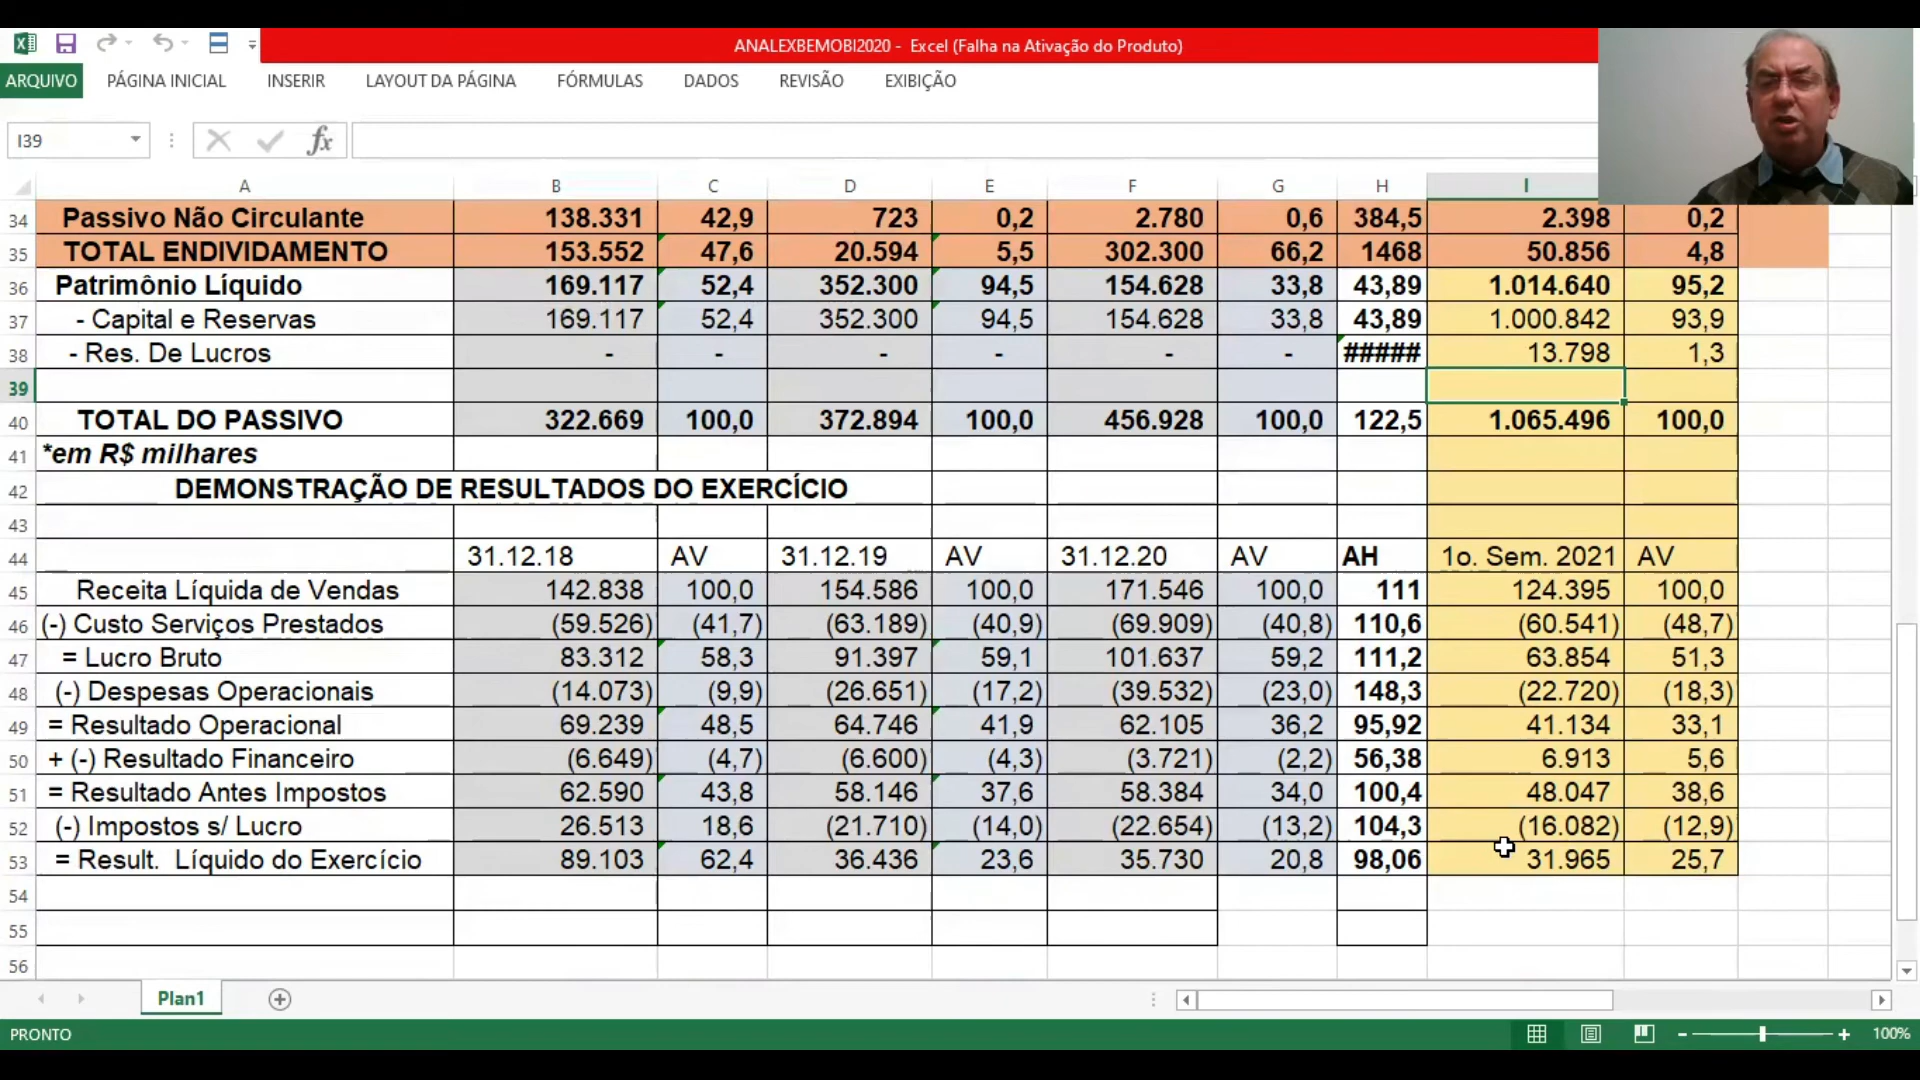 ANALEXBEMOBI2020 - Excel (Falha na Ativação do Produto)
ARQUIVO PÁGINA INICIAL INSERIR LAYOUT DA PÁGINA FÓRMULAS DADOS REVISÃO EXIBIÇÃO
I39 fx
A B C D E F G H I
34 Passivo Não Circulante 138.331 42,9 723 0,2 2.780 0,6 384,5 2.398 0,2
35 TOTAL ENDIVIDAMENTO 153.552 47,6 20.594 5,5 302.300 66,2 1468 50.856 4,8
36 Patrimônio Líquido 169.117 52,4 352.300 94,5 154.628 33,8 43,89 1.014.640 95,2
37 - Capital e Reservas 169.117 52,4 352.300 94,5 154.628 33,8 43,89 1.000.842 93,9
38 - Res. De Lucros - - - - - - ##### 13.798 1,3
39
40 TOTAL DO PASSIVO 322.669 100,0 372.894 100,0 456.928 100,0 122,5 1.065.496 100,0
41 *em R$ milhares
42 DEMONSTRAÇÃO DE RESULTADOS DO EXERCÍCIO
43
44 31.12.18 AV 31.12.19 AV 31.12.20 AV AH 1o. Sem. 2021 AV
45 Receita Líquida de Vendas 142.838 100,0 154.586 100,0 171.546 100,0 111 124.395 100,0
46 (-) Custo Serviços Prestados (59.526) (41,7) (63.189) (40,9) (69.909) (40,8) 110,6 (60.541) (48,7)
47 = Lucro Bruto 83.312 58,3 91.397 59,1 101.637 59,2 111,2 63.854 51,3
48 (-) Despesas Operacionais (14.073) (9,9) (26.651) (17,2) (39.532) (23,0) 148,3 (22.720) (18,3)
49 = Resultado Operacional 69.239 48,5 64.746 41,9 62.105 36,2 95,92 41.134 33,1
50 + (-) Resultado Financeiro (6.649) (4,7) (6.600) (4,3) (3.721) (2,2) 56,38 6.913 5,6
51 = Resultado Antes Impostos 62.590 43,8 58.146 37,6 58.384 34,0 100,4 48.047 38,6
52 (-) Impostos s/ Lucro 26.513 18,6 (21.710) (14,0) (22.654) (13,2) 104,3 (16.082) (12,9)
53 = Result. Líquido do Exercício 89.103 62,4 36.436 23,6 35.730 20,8 98,06 31.965 25,7
54
55
56
Plan1
PRONTO 100%